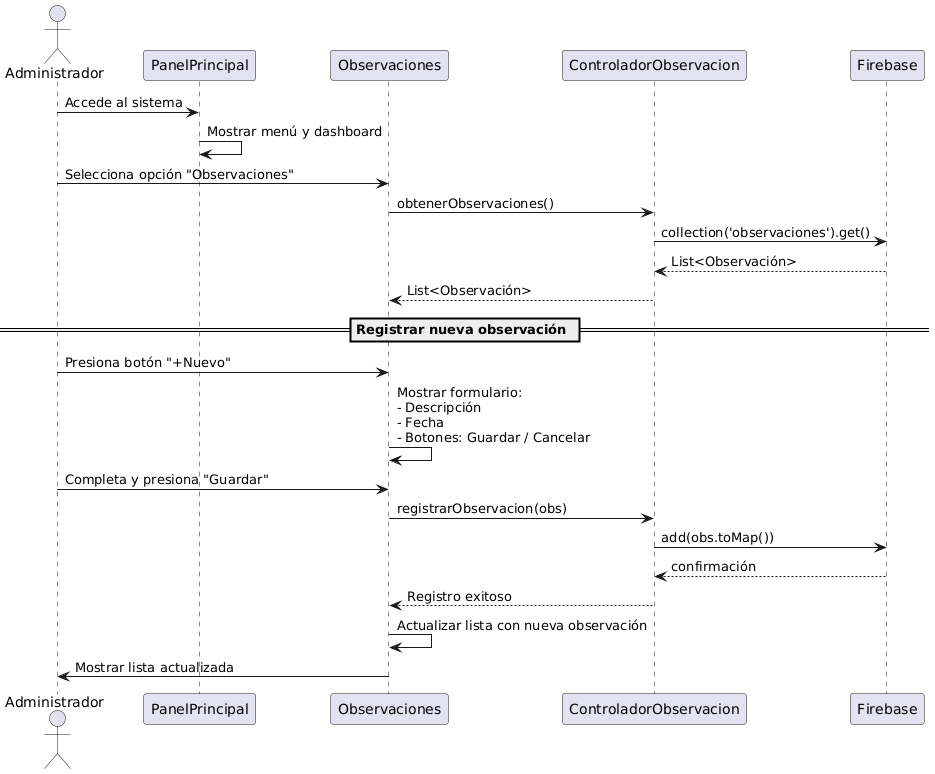 Administrador
PanelPrincipal
Observaciones
ControladorObservacion
Firebase
Accede al sistema
Mostrar menú y dashboard
Selecciona opción "Observaciones"
obtenerObservaciones()
collection('observaciones').get()
List<Observación>
List<Observación>
Registrar nueva observación
Presiona botón "+Nuevo"
Mostrar formulario:
- Descripción
- Fecha
- Botones: Guardar / Cancelar
Completa y presiona "Guardar"
registrarObservacion(obs)
add(obs.toMap())
confirmación
Registro exitoso
Actualizar lista con nueva observación
Mostrar lista actualizada
Administrador
PanelPrincipal
Observaciones
ControladorObservacion
Firebase